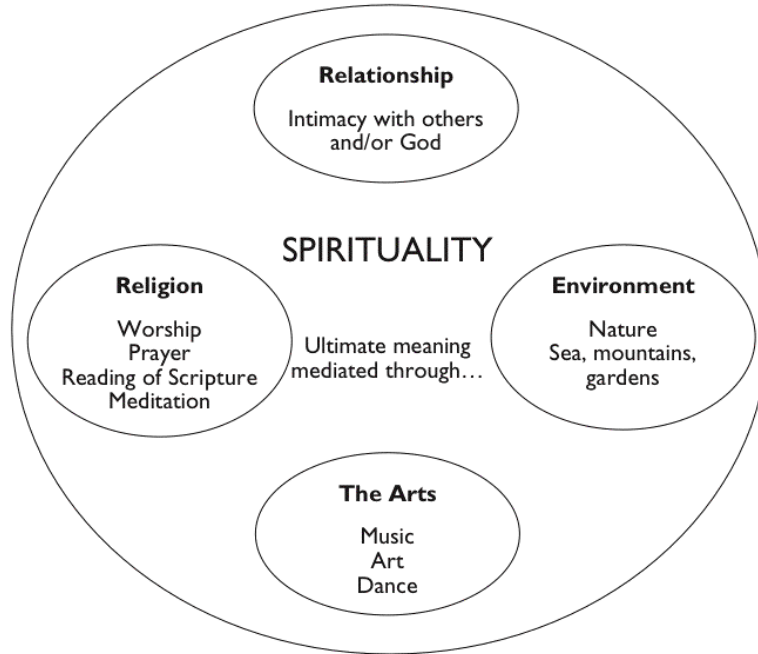 Relationship
Intimacy with others
and/or God
SPIRITUALITY
Religion
Worship
Prayer
Reading of Scripture
Meditation
Ultimate meaning
mediated through…
Environment
Nature
Sea, mountains,
gardens
The Arts
Music
Art
Dance